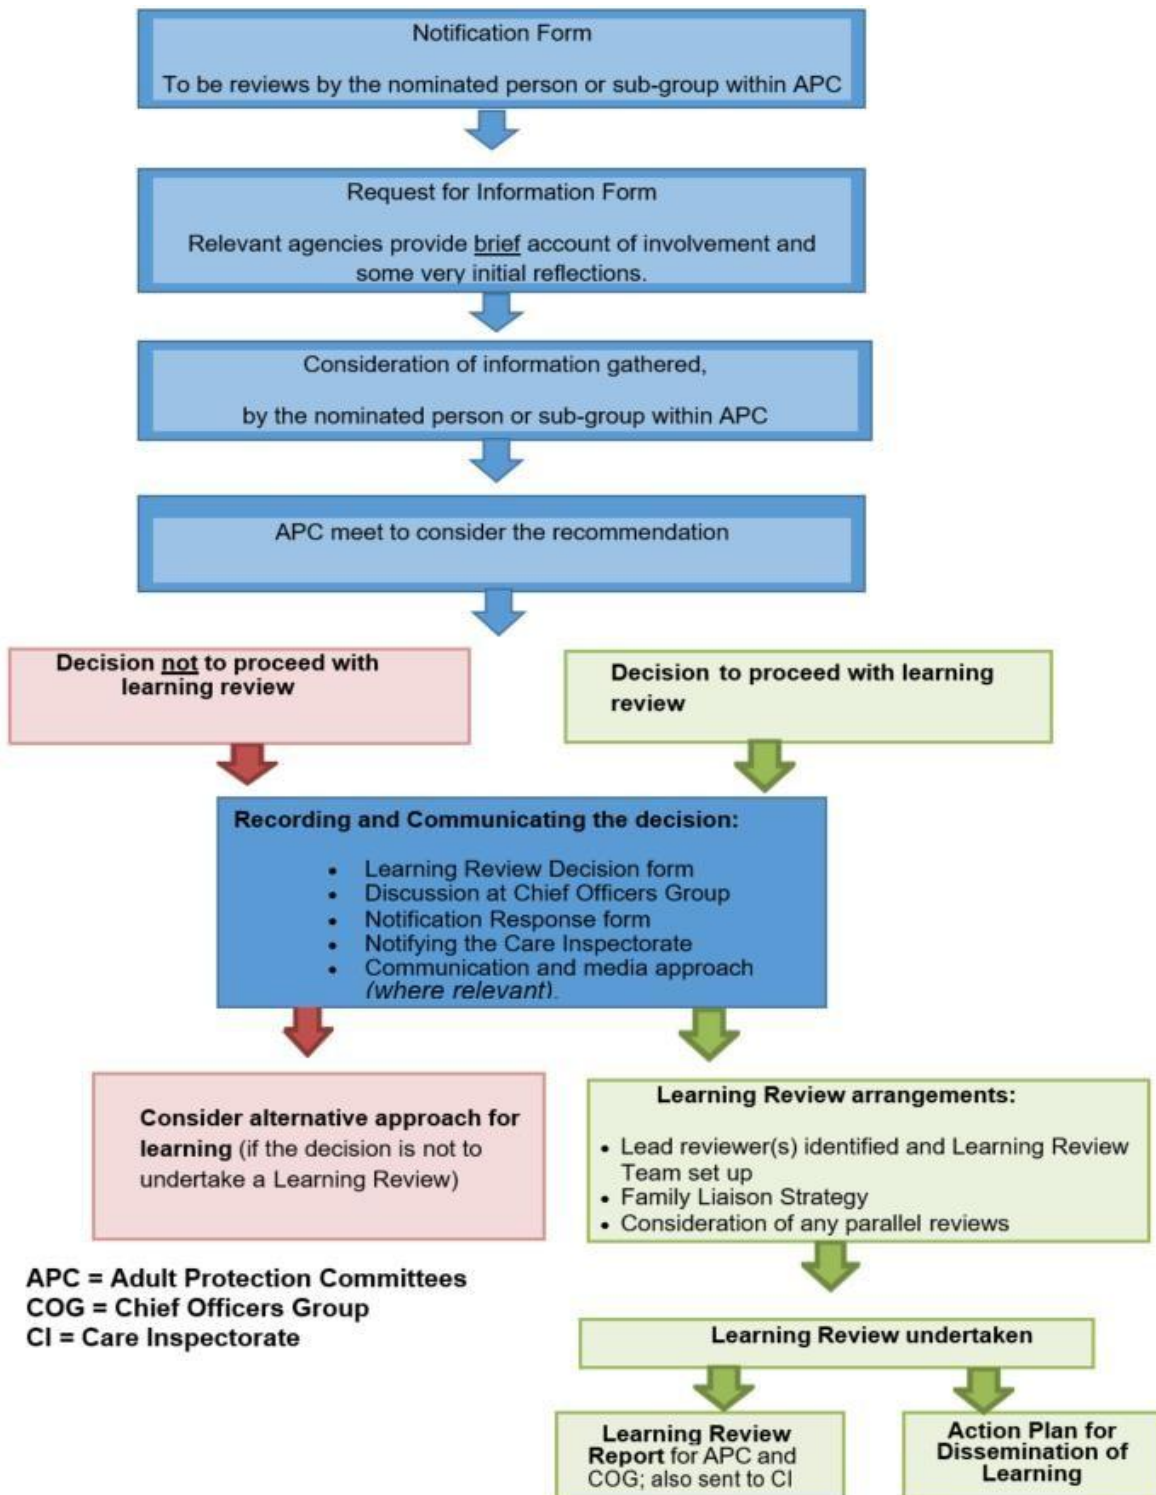 Notification Form
To be reviews by the nominated person or sub-group within APC
Request for Information Form
Relevant agencies provide brief account of involvement and
some very initial reflections.
Consideration of information gathered,
by the nominated person or sub-group within APC
APC meet to consider the recommendation
Decision not to proceed with
learning review
Decision to proceed with learning
review
Recording and Communicating the decision:
• Learning Review Decision form
• Discussion at Chief Officers Group
• Notification Response form
• Notifying the Care Inspectorate
• Communication and media approach
(where relevant).
Consider alternative approach for
learning (if the decision is not to
undertake a Learning Review)
Learning Review arrangements:
• Lead reviewer(s) identified and Learning Review
Team set up
• Family Liaison Strategy
• Consideration of any parallel reviews
APC = Adult Protection Committees
COG = Chief Officers Group
CI = Care Inspectorate
Learning Review undertaken
Learning Review
Report for APC and
COG; also sent to CI
Action Plan for
Dissemination of
Learning